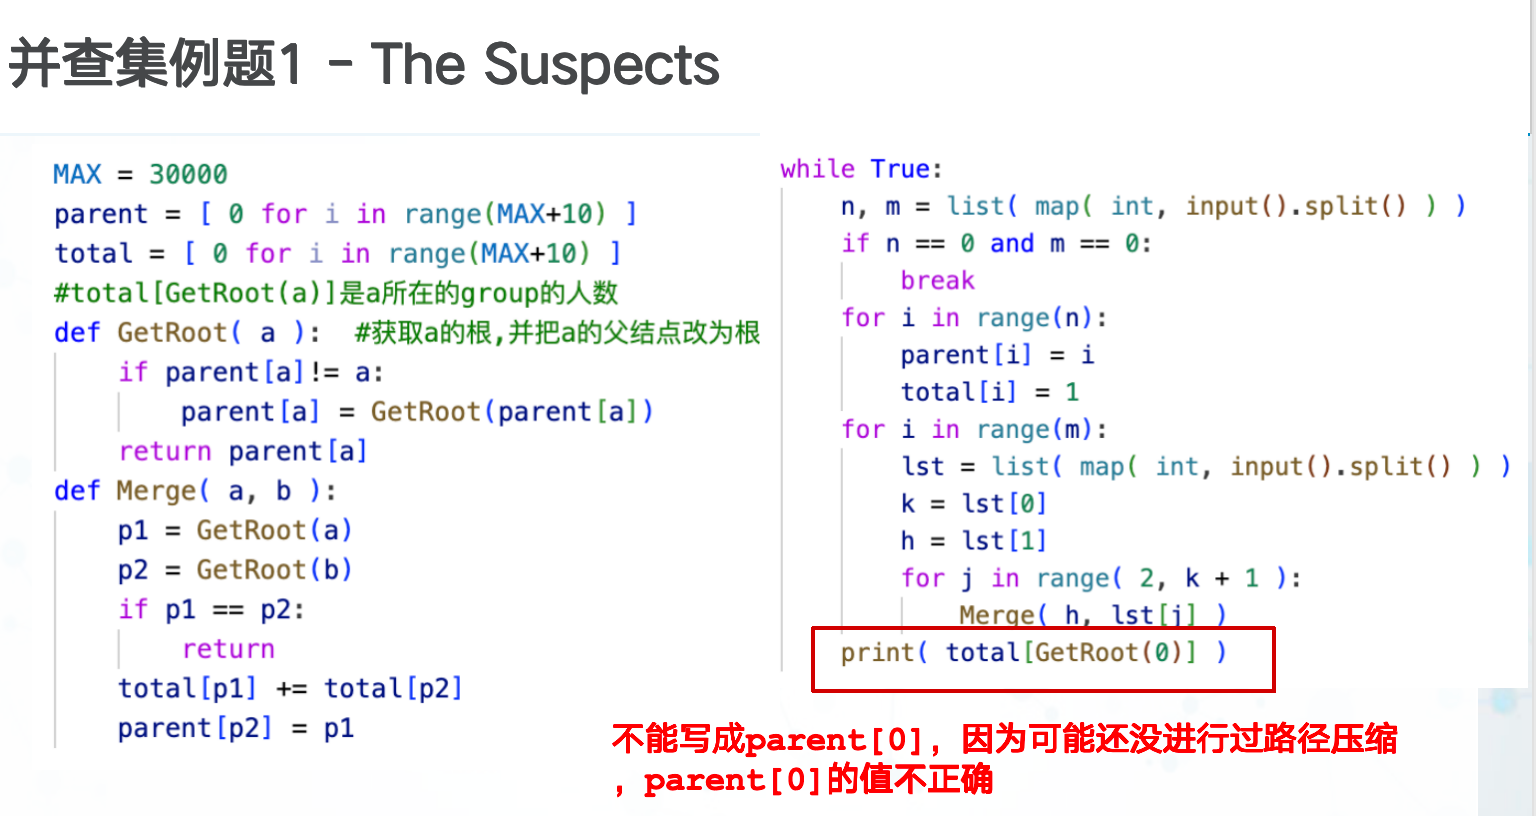 并查集例题1 - The Suspects
MAX = 30000
parent = [ 0 for i in range(MAX+10) ]
total = [ 0 for i in range(MAX+10) ]
#total[GetRoot(a)]是a所在的group的人数
def GetRoot( a ):  #获取a的根,并把a的父结点改为根
    if parent[a]!= a:
        parent[a] = GetRoot(parent[a])
    return parent[a]
def Merge( a, b ):
    p1 = GetRoot(a)
    p2 = GetRoot(b)
    if p1 == p2:
        return
    total[p1] += total[p2]
    parent[p2] = p1
while True:
    n, m = list( map( int, input().split() ) )
    if n == 0 and m == 0:
        break
    for i in range(n):
        parent[i] = i
        total[i] = 1
    for i in range(m):
        lst = list( map( int, input().split() ) )
        k = lst[0]
        h = lst[1]
        for j in range( 2, k + 1 ):
            Merge( h, lst[j] )
    print( total[GetRoot(0)] )
不能写成parent[0]，因为可能还没进行过路径压缩
，parent[0]的值不正确